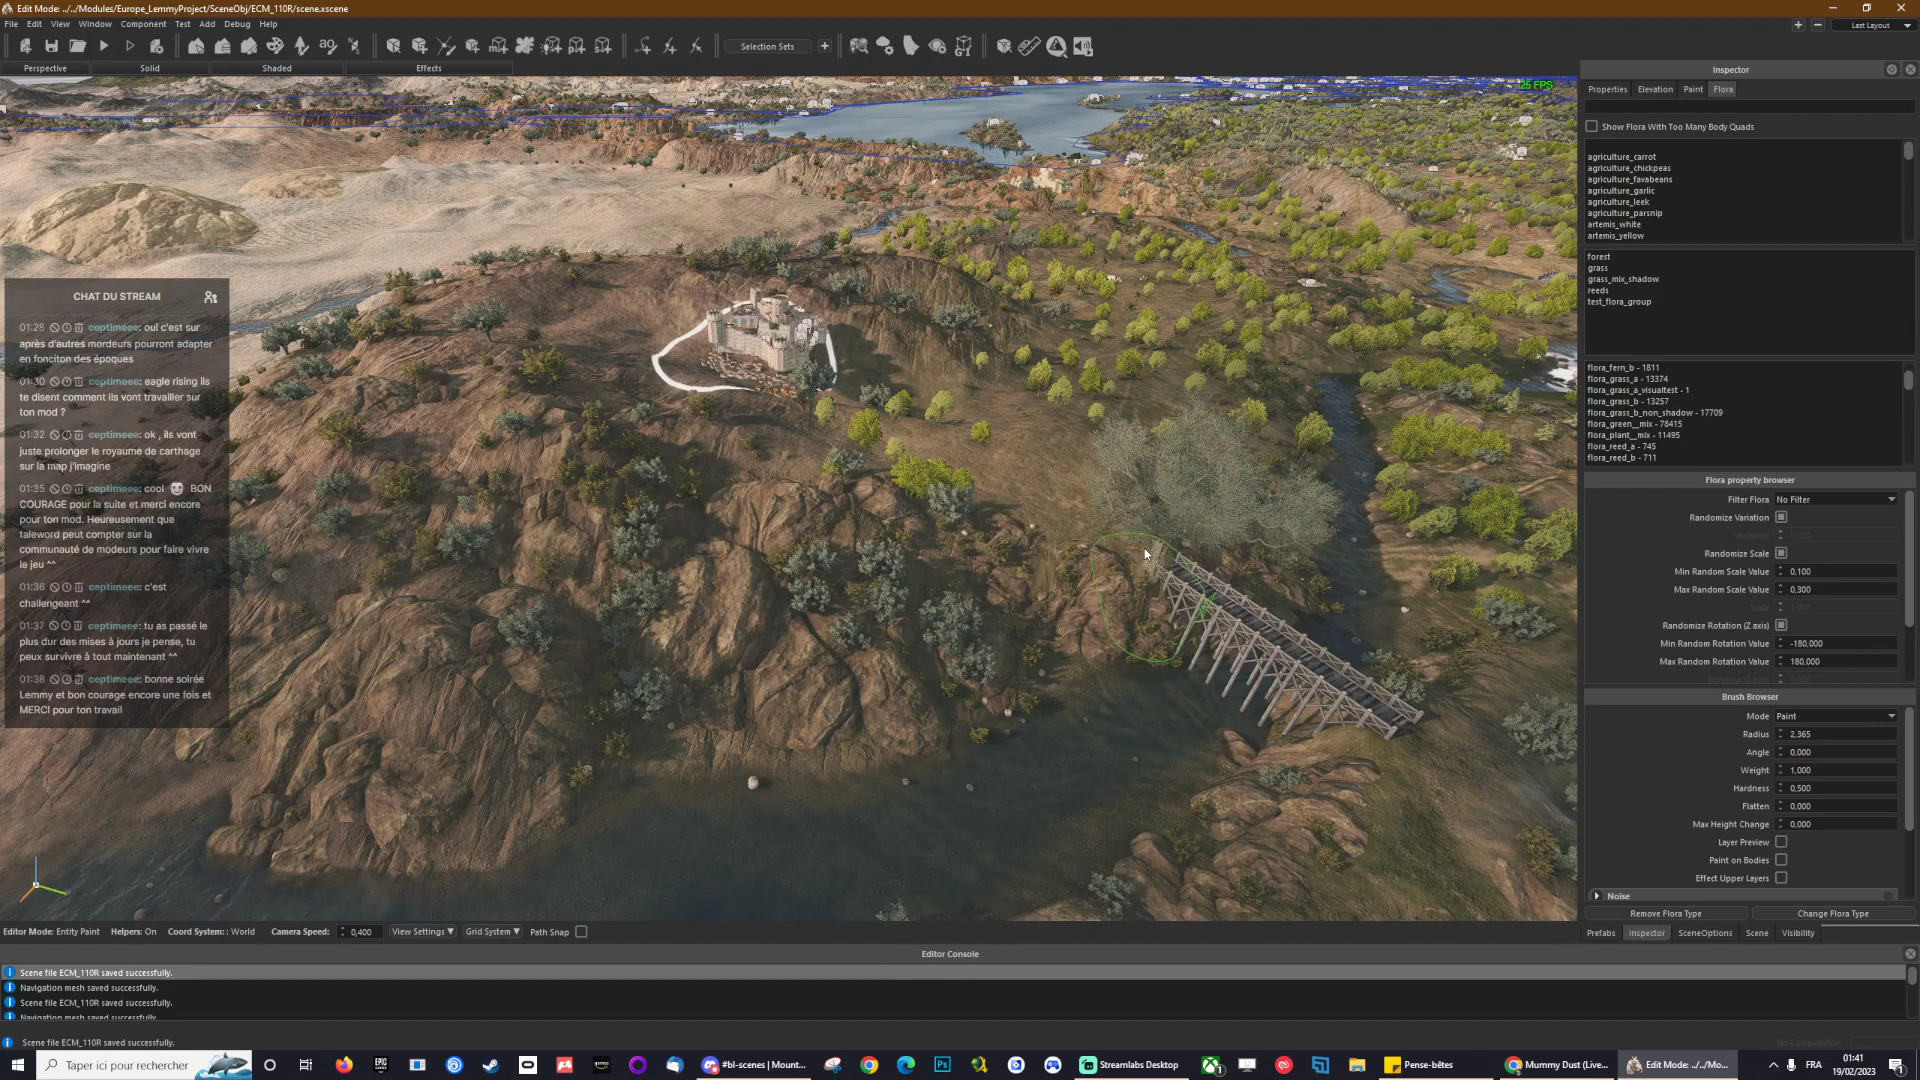 Edit Mode: ../../Modules/Europe_LemmyProject/SceneObj/ECM_110R/scene.xscene
File Edit View Window Component Test Add Debug Help
Last Layout
Selection Sets
Perspective Solid Shaded Effects
25 FPS
CHAT DU STREAM
01:28 ceptimeee: oui c'est sur
après d'autres mordeurs pourront adapter
en fonciton des époques
01:30 ceptimeee: eagle rising ils
te disent comment ils vont travailler sur
ton mod ?
01:32 ceptimeee: ok , ils vont
juste prolonger le royaume de carthage
sur la map j'imagine
01:35 ceptimeee: cool BON
COURAGE pour la suite et merci encore
pour ton mod. Heureusement que
taleword peut compter sur la
communauté de modeurs pour faire vivre
le jeu ^^
01:36 ceptimeee: c'est
challengeant ^^
01:37 ceptimeee: tu as passé le
plus dur des mises à jours je pense, tu
peux survivre à tout maintenant ^^
01:38 ceptimeee: bonne soirée
Lemmy et bon courage encore une fois et
MERCI pour ton travail
Inspector
Properties Elevation Paint Flora
Show Flora With Too Many Body Quads
agriculture_carrot
agriculture_chickpeas
agriculture_favabeans
agriculture_garlic
agriculture_leek
agriculture_parsnip
artemis_white
artemis_yellow
forest
grass
grass_mix_shadow
reeds
test_flora_group
flora_fern_b - 1811
flora_grass_a - 13374
flora_grass_a_visualtest - 1
flora_grass_b - 13257
flora_grass_b_non_shadow - 17709
flora_green__mix - 78415
flora_plant__mix - 11495
flora_reed_a - 745
flora_reed_b - 711
Flora property browser
Filter Flora No Filter
Randomize Variation
Randomize Scale
Min Random Scale Value 0,100
Max Random Scale Value 0,300
Scale 1,000
Randomize Rotation (Z axis)
Min Random Rotation Value -180,000
Max Random Rotation Value 180,000
Brush Browser
Mode Paint
Radius 2,365
Angle 0,000
Weight 1,000
Hardness 0,500
Flatten 0,000
Max Height Change 0,000
Layer Preview
Paint on Bodies
Effect Upper Layers
Noise
Remove Flora Type Change Flora Type
Prefabs Inspector SceneOptions Scene Visibility
Editor Mode: Entity Paint Helpers: On Coord System: : World Camera Speed: 0,400 View Settings Grid System Path Snap
Editor Console
Scene file ECM_110R saved successfully.
Navigation mesh saved successfully.
Scene file ECM_110R saved successfully.
Navigation mesh saved successfully.
Scene file ECM_110R saved successfully.
No Computation
Taper ici pour rechercher
#bl-scenes | Mount...
Streamlabs Desktop
Pense-bêtes
Mummy Dust (Live...
Edit Mode: ../../Mo...
FRA
01:41
19/02/2023